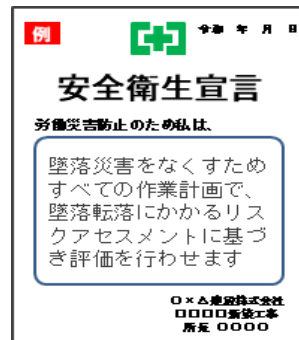 例
令和 年 月 日
安全衛生宣言
労働災害防止のため私は、
墜落災害をなくすため
すべての作業計画で、
墜落転落にかかるリス
クアセスメントに基づ
き評価を行わせます
○×△建設株式会社
□□□□新築工事
所長 ○○○○